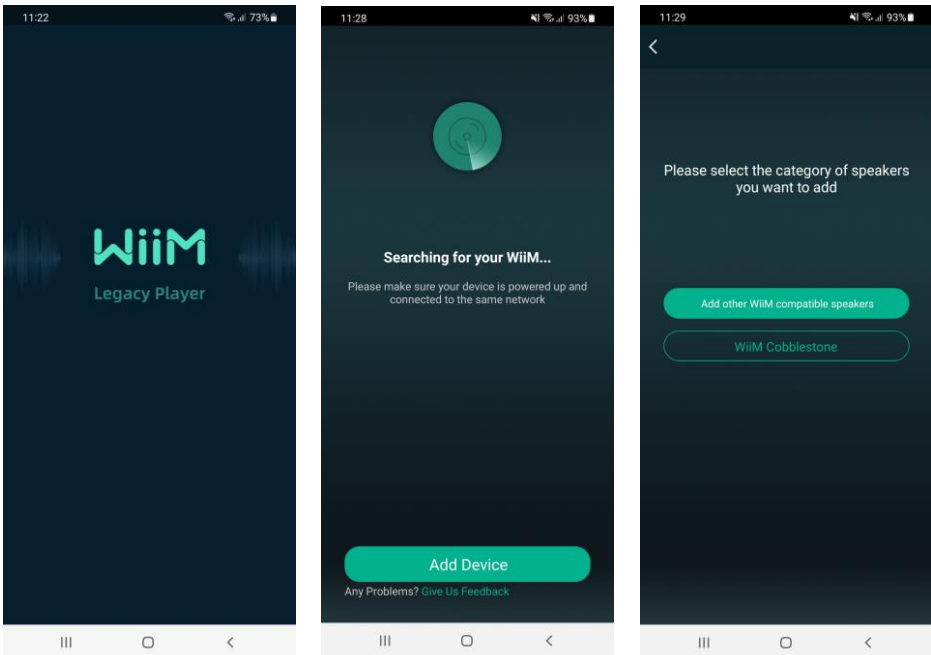 11:22
73%
WiiM
Legacy Player
11:28
93%
Searching for your WiiM...
Please make sure your device is powered up and
connected to the same network
Add Device
Any Problems? Give Us Feedback
11:29
93%
Please select the category of speakers
you want to add
Add other WiiM compatible speakers
WiiM Cobblestone